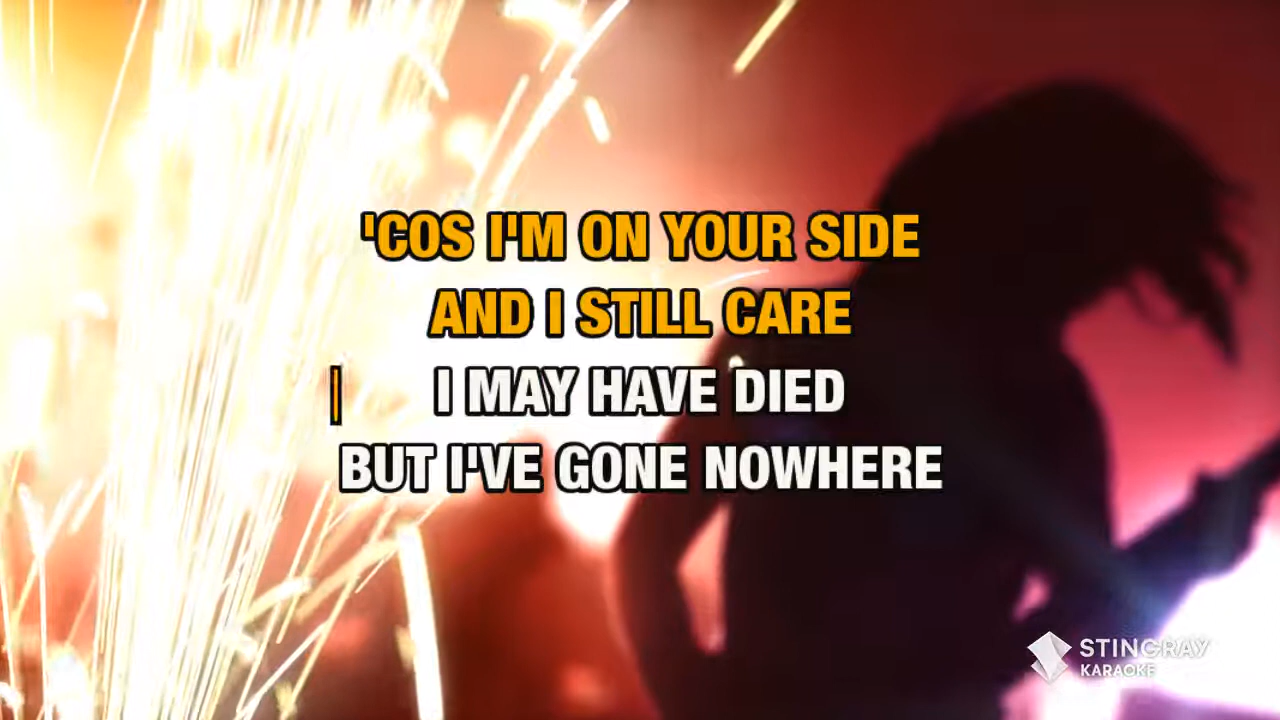 'COS I'M ON YOUR SIDE
AND I STILL CARE
I MAY HAVE DIED
BUT I'VE GONE NOWHERE
STINGRAY
KARAOKE